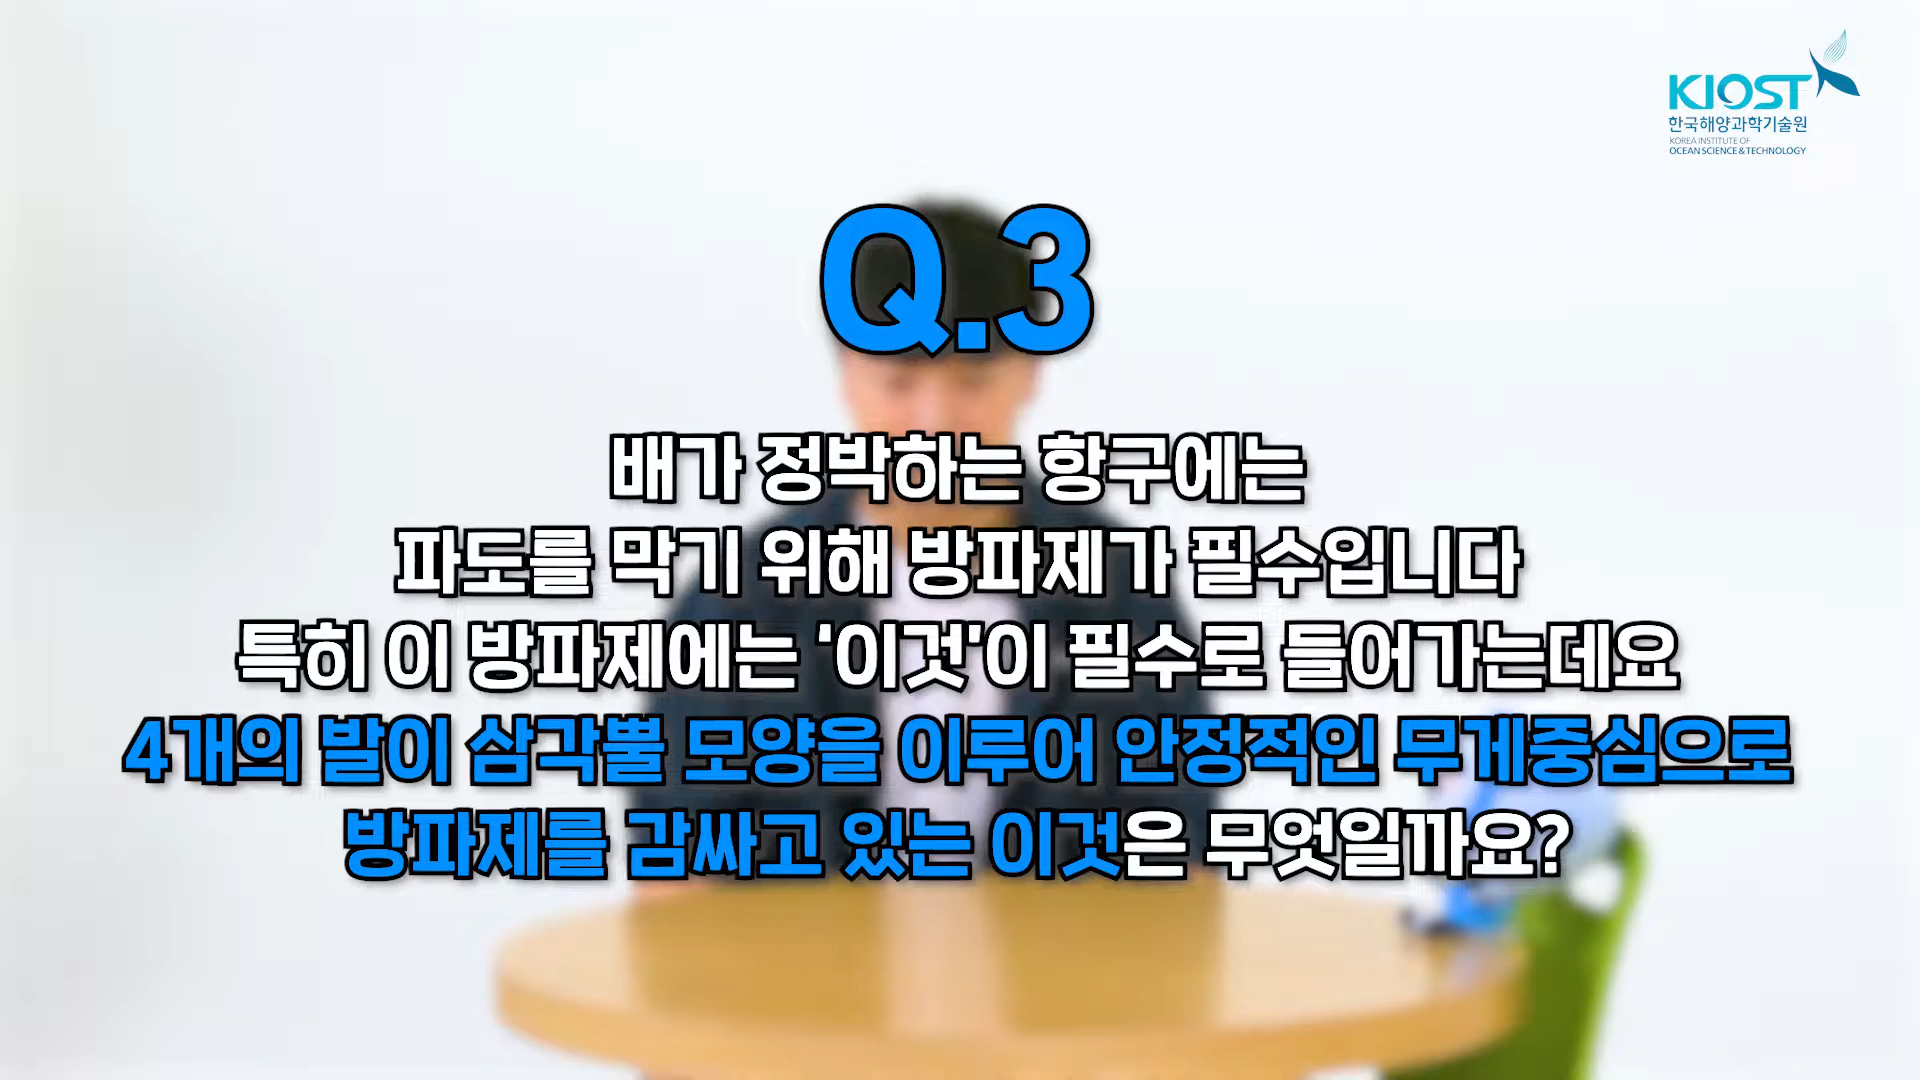 KIOST
한국해양과학기술원
KOREA INSTITUTE OF
OCEAN SCIENCE & TECHNOLOGY
Q.3
배가 정박하는 항구에는
파도를 막기 위해 방파제가 필수입니다
특히 이 방파제에는 ‘이것’이 필수로 들어가는데요
4개의 발이 삼각뿔 모양을 이루어 안정적인 무게중심으로
방파제를 감싸고 있는 이것은 무엇일까요?